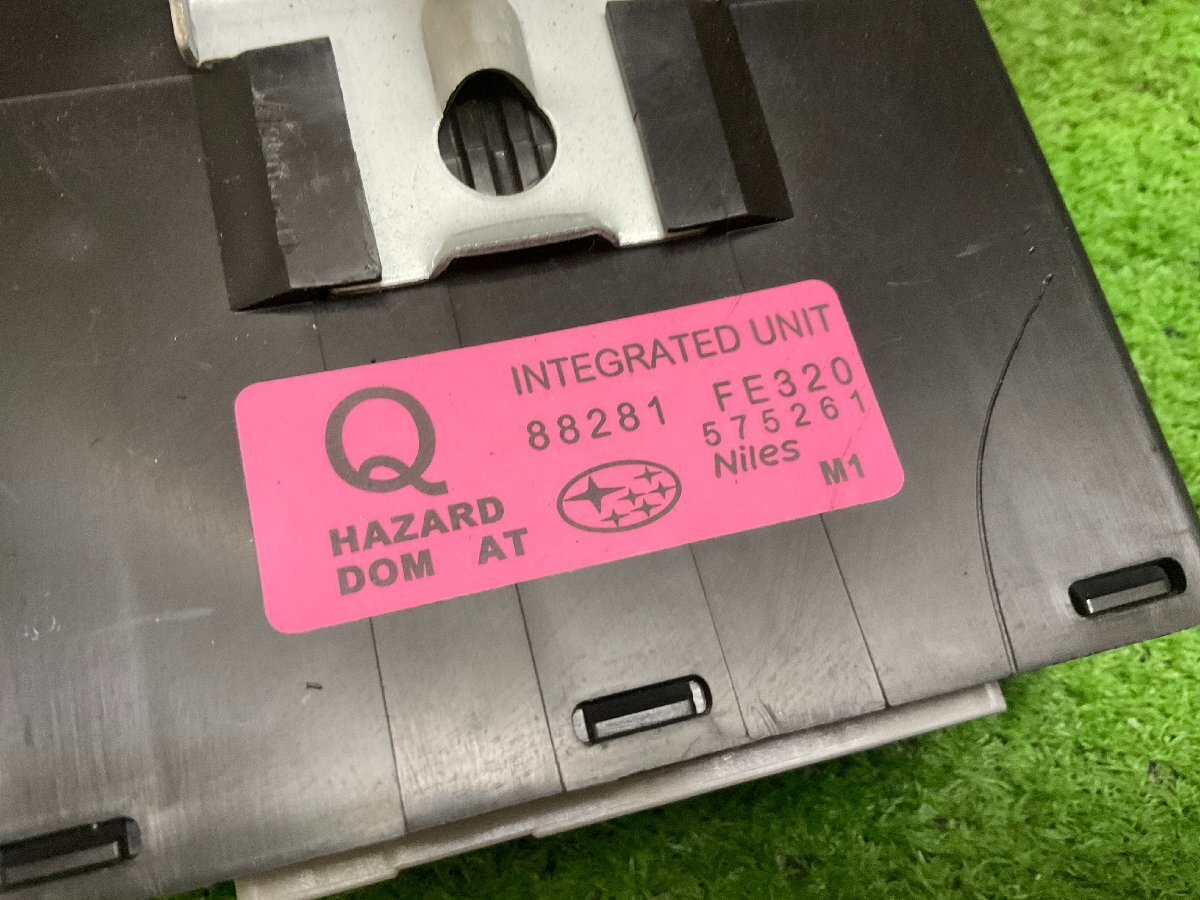 INTEGRATED UNIT
Q
88281 FE320
575261
Niles
M1
HAZARD
DOM AT